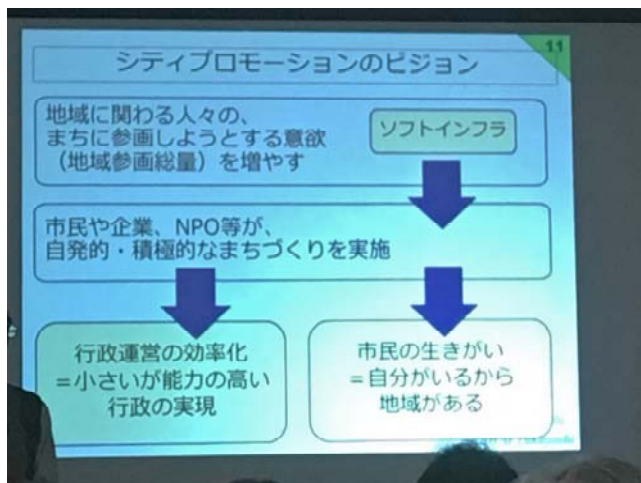 11
シティプロモーションのビジョン
地域に関わる人々の、
まちに参画しようとする意欲
（地域参画総量）を増やす
ソフトインフラ
市民や企業、NPO等が、
自発的・積極的なまちづくりを実施
行政運営の効率化
＝小さいが能力の高い
行政の実現
市民の生きがい
＝自分がいるから
地域がある